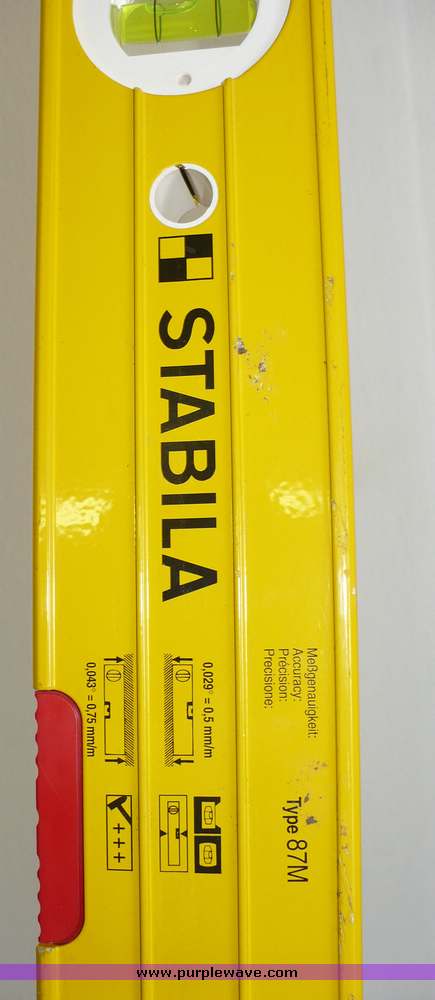 STABILA
Meßgenauigkeit:
Accuracy:
Précision:
Precisione:
0,029° = 0,5 mm/m
0,043° = 0,75 mm/m
Type 87M
+++
www.purplewave.com